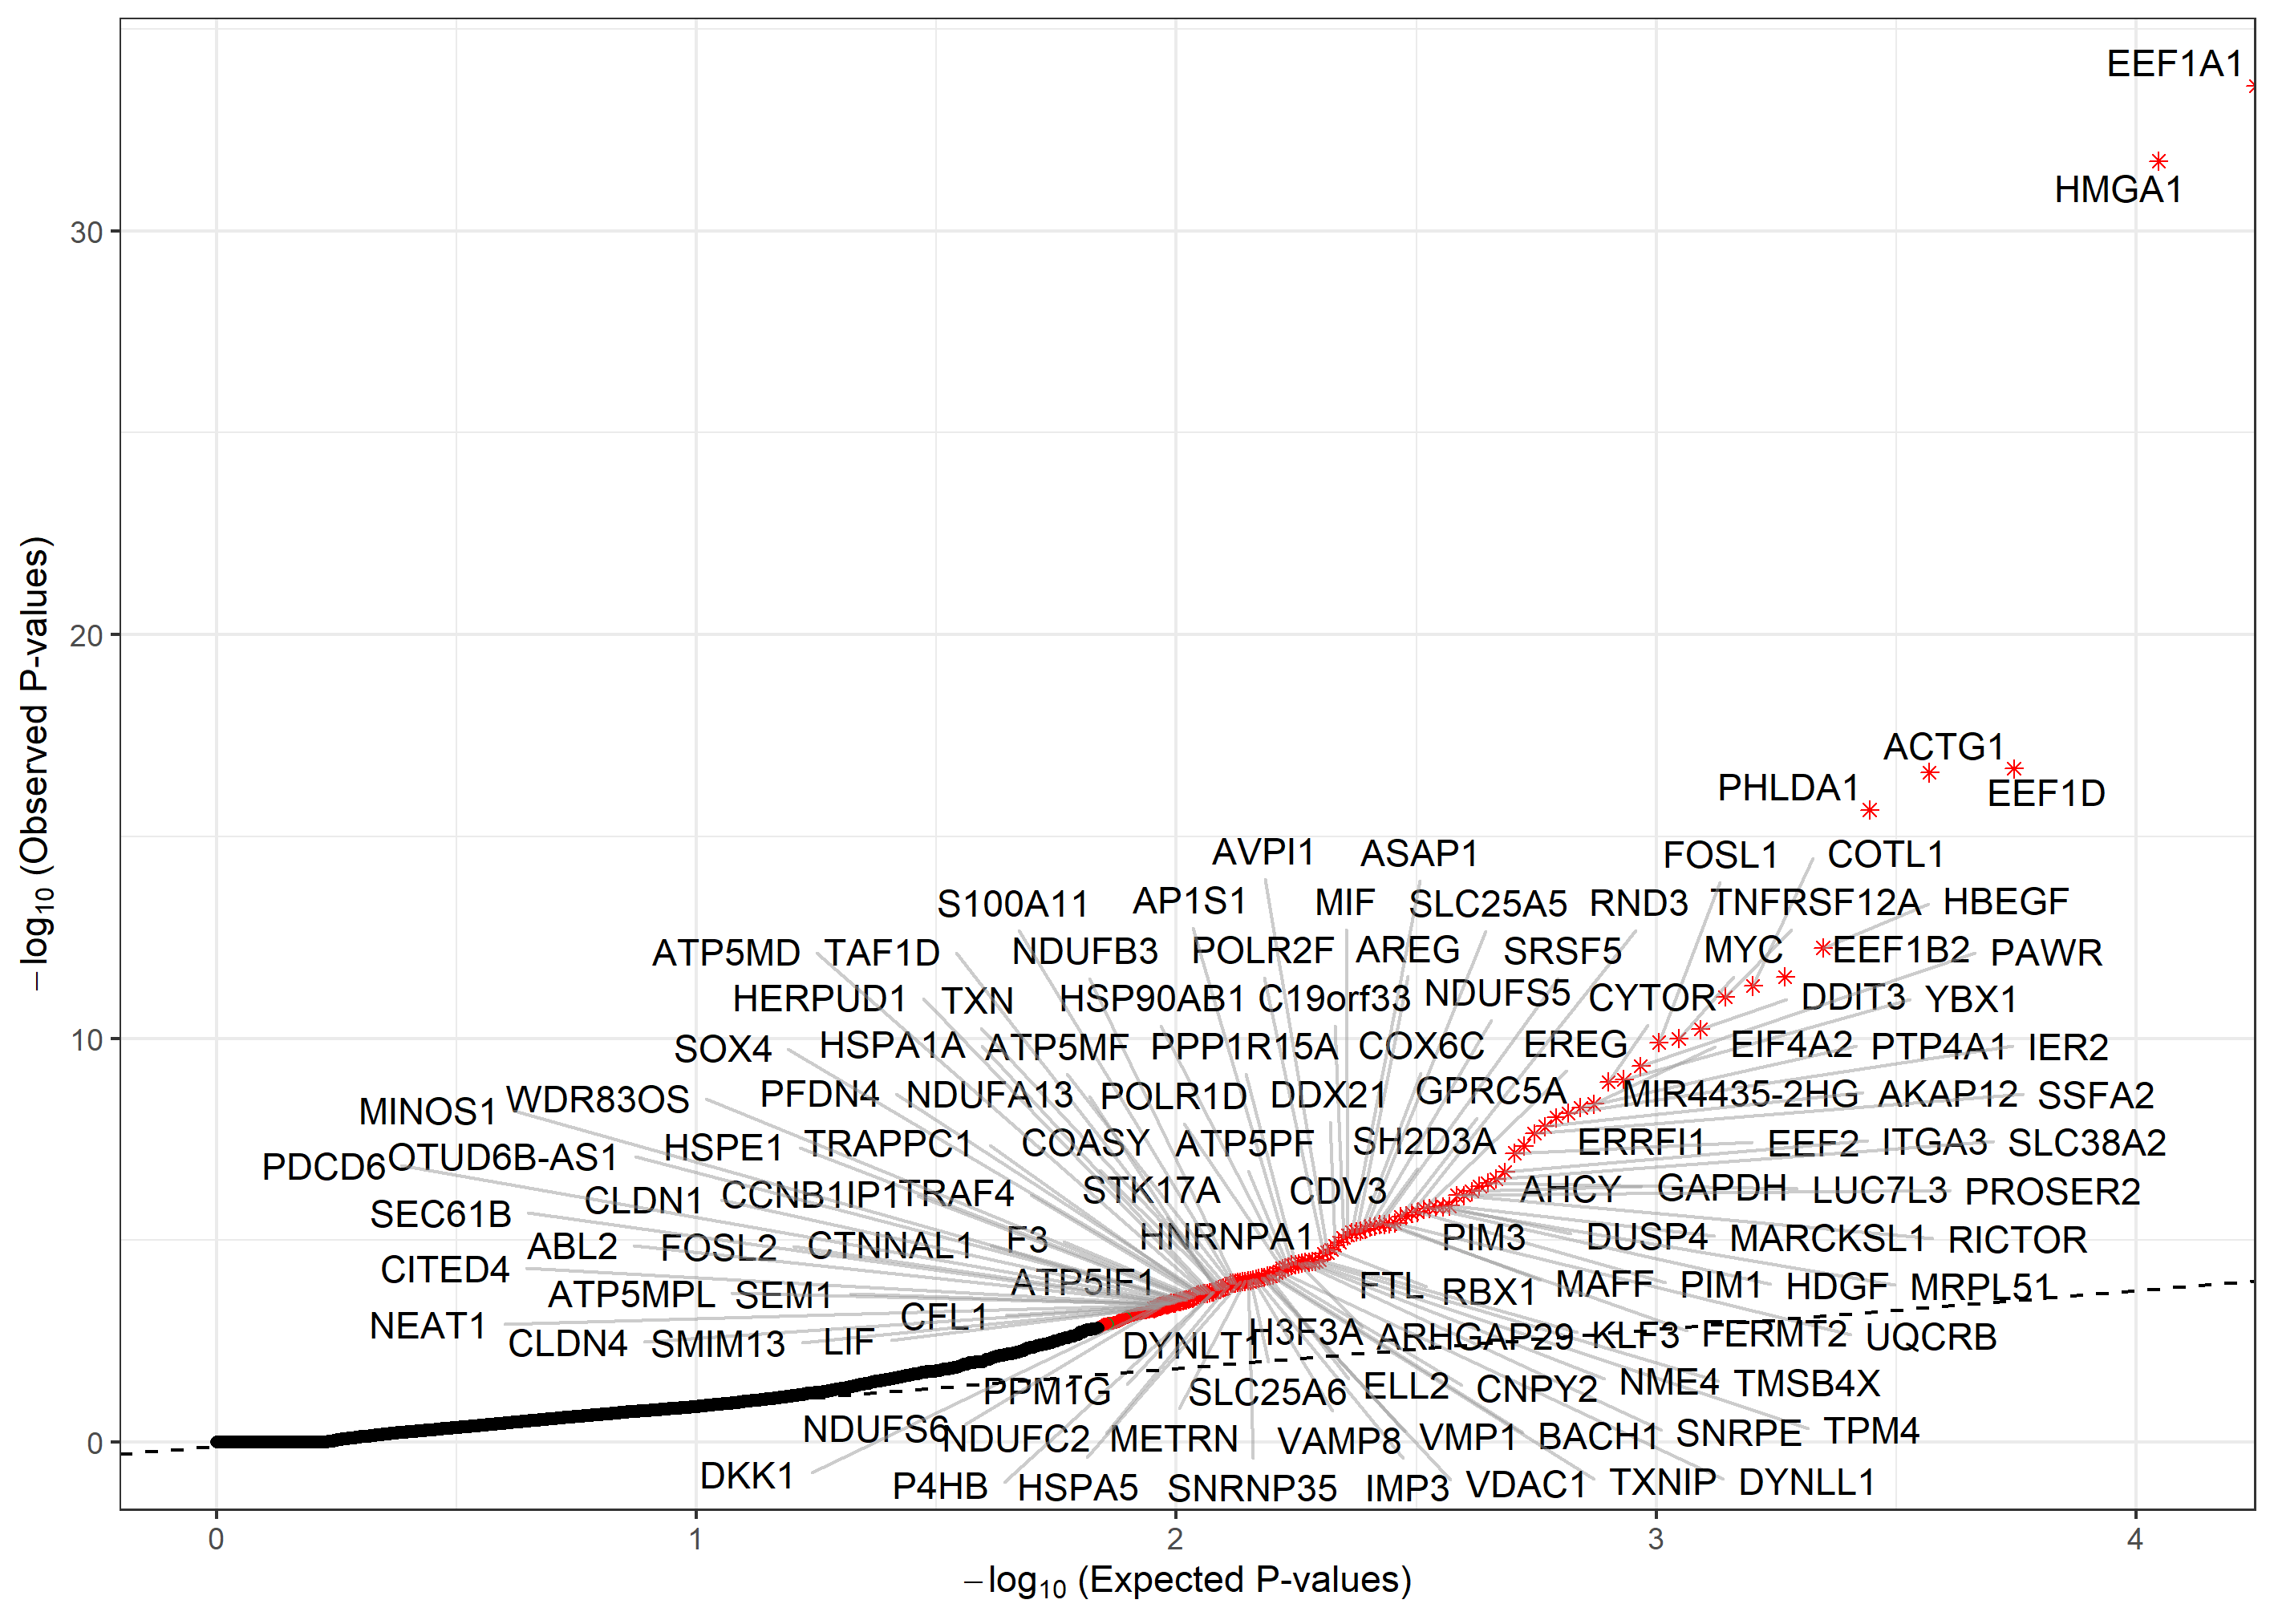 EEF1A1
HMGA1
30
20
ACTG1
PHLDA1
EEF1D
AVPI1 ASAP1 FOSL1 COTL1
S100A11 AP1S1 MIF SLC25A5 RND3 TNFRSF12A HBEGF
ATP5MD TAF1D NDUFB3 POLR2F AREG SRSF5 MYC EEF1B2 PAWR
HERPUD1 TXN HSP90AB1 C19orf33 NDUFS5 CYTOR DDIT3 YBX1
10
SOX4 HSPA1A ATP5MF PPP1R15A COX6C EREG EIF4A2 PTP4A1 IER2
MINOS1 WDR83OS PFDN4 NDUFA13 POLR1D DDX21 GPRC5A MIR4435-2HG AKAP12 SSFA2
PDCD6 OTUD6B-AS1 HSPE1 TRAPPC1 COASY ATP5PF SH2D3A ERRFI1 EEF2 ITGA3 SLC38A2
SEC61B CLDN1 CCNB1IP1 TRAF4 STK17A CDV3 AHCY GAPDH LUC7L3 PROSER2
ABL2 FOSL2 CTNNAL1 F3 HNRNPA1 PIM3 DUSP4 MARCKSL1 RICTOR
CITED4 ATP5MPL SEM1 ATP5IF1 FTL RBX1 MAFF PIM1 HDGF MRPL51
NEAT1 CLDN4 SMIM13 LIF CFL1 DYNLT1 H3F3A ARHGAP29 KLF3 FERMT2 UQCRB
PPM1G SLC25A6 ELL2 CNPY2 NME4 TMSB4X
0
NDUFS6 NDUFC2 METRN VAMP8 VMP1 BACH1 SNRPE TPM4
DKK1 P4HB HSPA5 SNRNP35 IMP3 VDAC1 TXNIP DYNLL1
0 1 2 3 4
−log10 (Expected P-values)
−log10 (Observed P-values)